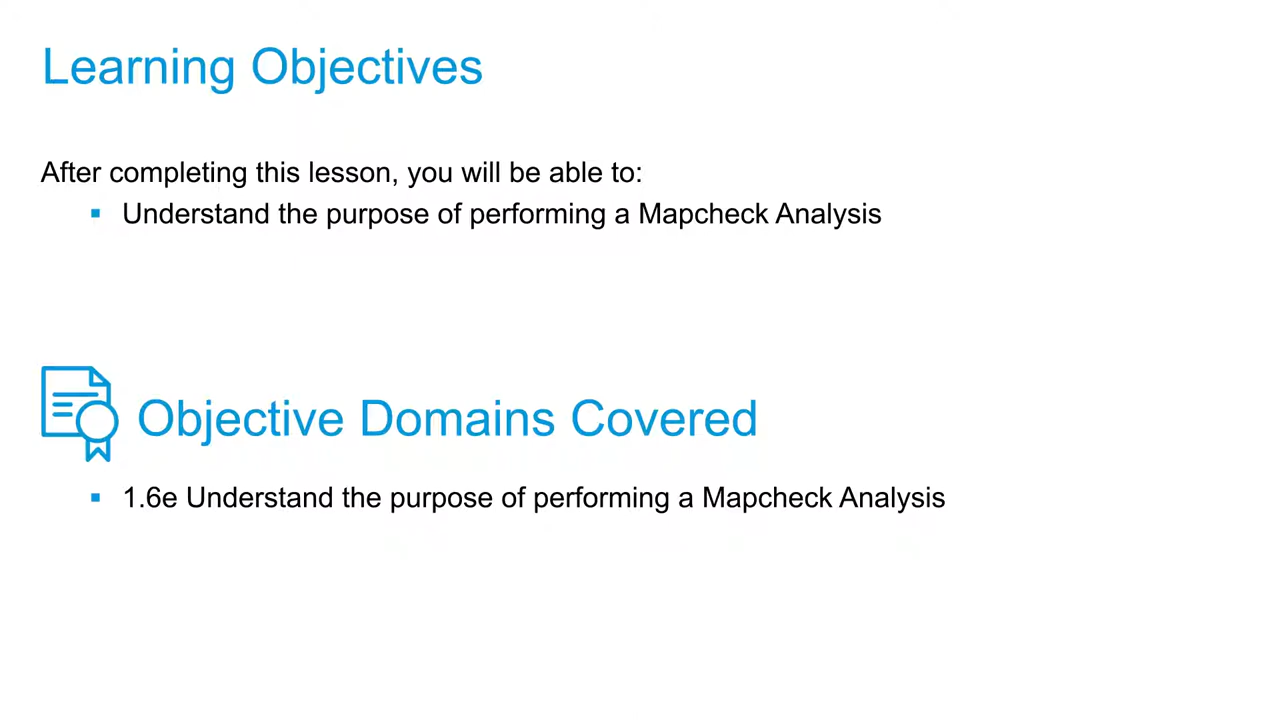 Learning Objectives
After completing this lesson, you will be able to:
▪ Understand the purpose of performing a Mapcheck Analysis
Objective Domains Covered
▪ 1.6e Understand the purpose of performing a Mapcheck Analysis